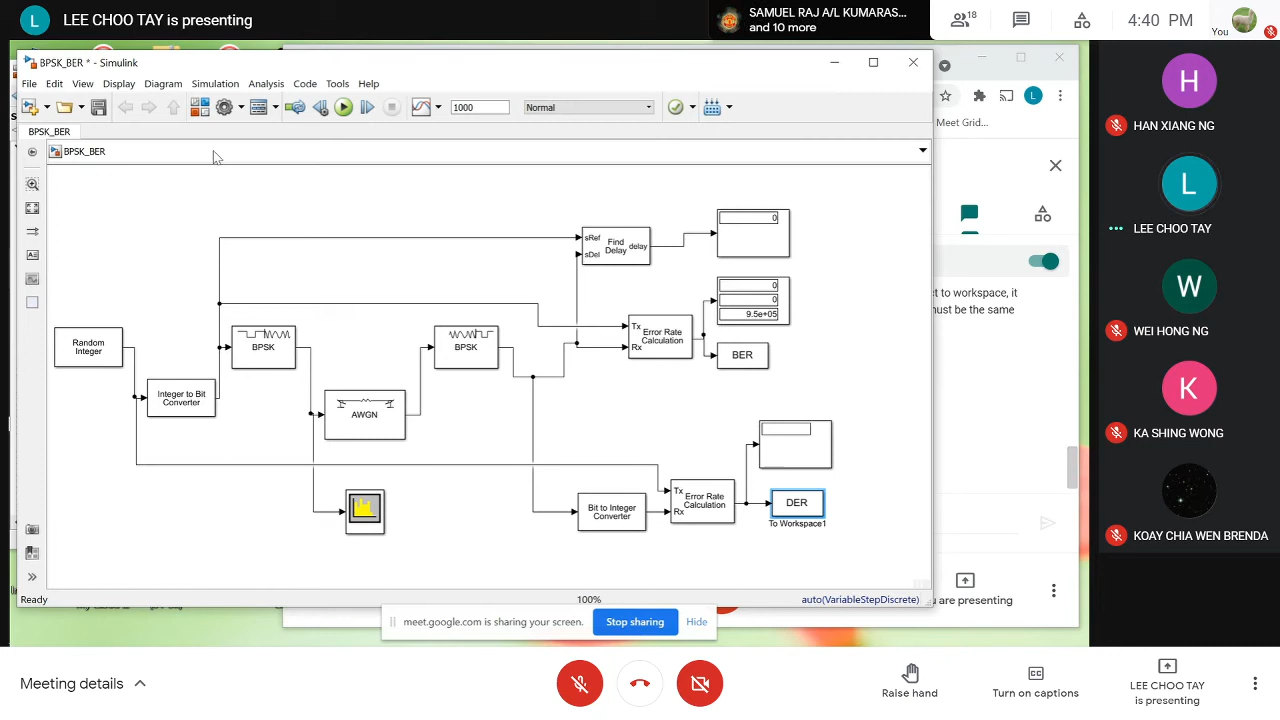 L
LEE CHOO TAY is presenting
SAMUEL RAJ A/L KUMARAS...
and 10 more
18
4:40 PM
You
BPSK_BER * - Simulink
File Edit View Display Diagram Simulation Analysis Code Tools Help
1000
Normal
BPSK_BER
BPSK_BER
L
Meet Grid...
H
HAN XIANG NG
L
LEE CHOO TAY
W
WEI HONG NG
K
KA SHING WONG
KOAY CHIA WEN BRENDA
sRef
sDel
Find
Delay
delay
0
0
0
9.5e+05
Random
Integer
BPSK
BPSK
Tx
Rx
Error Rate
Calculation
BER
Integer to Bit
Converter
AWGN
Bit to Integer
Converter
Tx
Rx
Error Rate
Calculation
DER
To Workspace1
ct to workspace, it
must be the same
Ready
100%
auto(VariableStepDiscrete)
u are presenting
meet.google.com is sharing your screen.
Stop sharing
Hide
Meeting details
Raise hand
Turn on captions
LEE CHOO TAY
is presenting